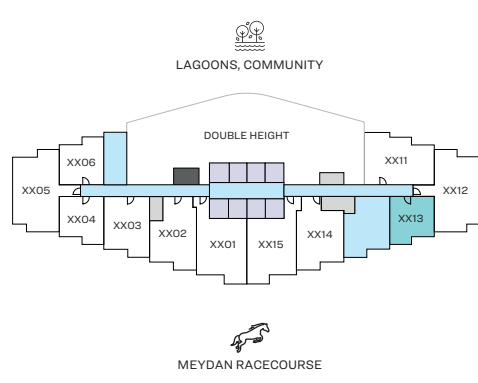 LAGOONS, COMMUNITY
DOUBLE HEIGHT
XX06
XX11
XX05
XX12
XX04
XX03
XX02
XX01
XX15
XX14
XX13
MEYDAN RACECOURSE